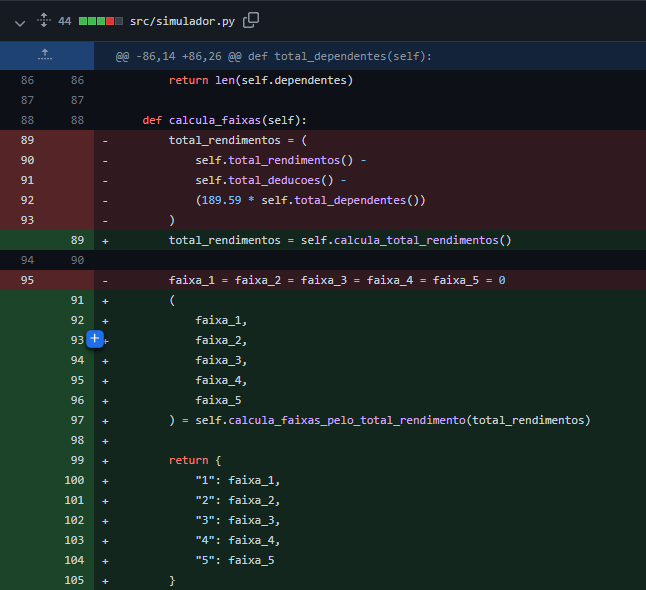 44 src/simulador.py
@@ -86,14 +86,26 @@ def total_dependentes(self):
86 86 return len(self.dependentes)
87 87
88 88 def calcula_faixas(self):
89 - total_rendimentos = (
90 - self.total_rendimentos() -
91 - self.total_deducoes() -
92 - (189.59 * self.total_dependentes())
93 - )
89 + total_rendimentos = self.calcula_total_rendimentos()
94 90
95 - faixa_1 = faixa_2 = faixa_3 = faixa_4 = faixa_5 = 0
91 + (
92 + faixa_1,
93 + faixa_2,
94 + faixa_3,
95 + faixa_4,
96 + faixa_5
97 + ) = self.calcula_faixas_pelo_total_rendimento(total_rendimentos)
98 +
99 + return {
100 + "1": faixa_1,
101 + "2": faixa_2,
102 + "3": faixa_3,
103 + "4": faixa_4,
104 + "5": faixa_5
105 + }